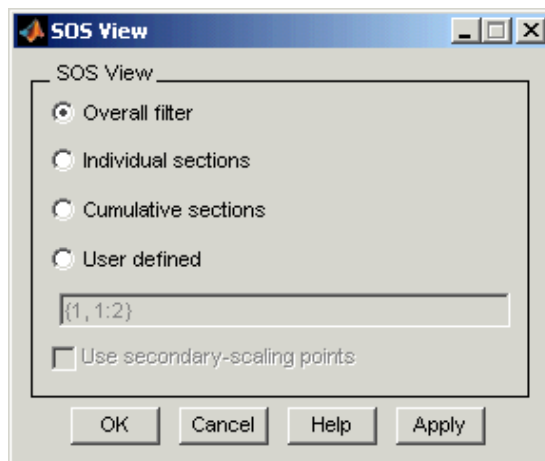 SOS View
SOS View
Overall filter
Individual sections
Cumulative sections
User defined
{1, 1:2}
Use secondary-scaling points
OK Cancel Help Apply